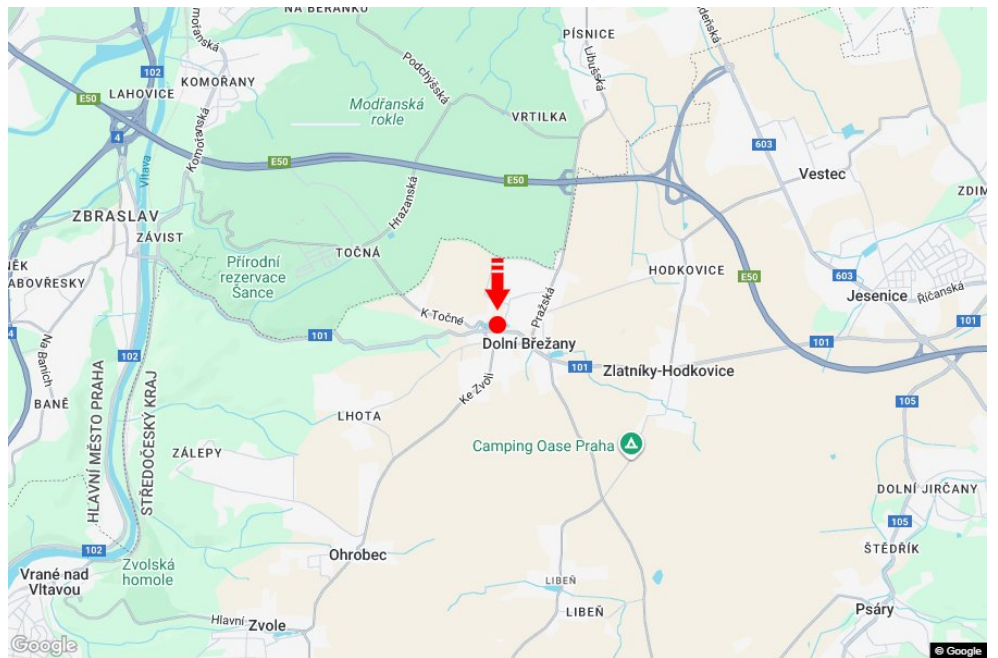 NA BERÁNKU
PÍSNICE
Libušská
102
KOMOŘANY
Podchýšská
LAHOVICE
E50
Modřanská
rokle
VRTILKA
4
Komořanská
603
E50
E50
Vestec
Vltava
ZBRASLAV
Hrazanská
ZÁVIST
TOČNÁ
Přírodní
rezervace
Šance
HODKOVICE
E50
603
Jesenice
Říčanská
K Točné
Pražská
101
101
Dolní Břežany
102
Na Baních
101
Zlatníky-Hodkovice
BANĚ
Ke Zvoli
105
LHOTA
HLAVNÍ MĚSTO PRAHA
STŘEDOČESKÝ KRAJ
ZÁLEPY
Camping Oase Praha
DOLNÍ JIRČANY
105
ŠTĚDŘÍK
102
Ohrobec
Zvolská
homole
Vrané nad
Vltavou
LIBEŇ
LIBEŇ
Psáry
Hlavní
Zvole
Google
© Google